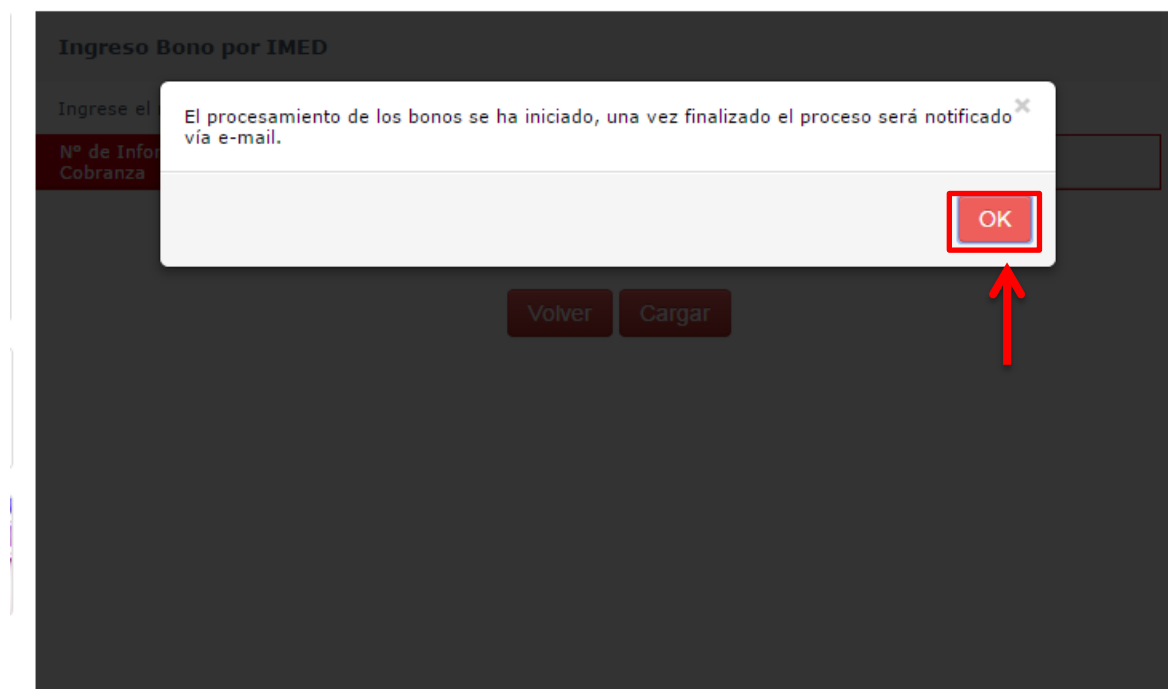 Ingreso Bono por IMED
Ingrese el
El procesamiento de los bonos se ha iniciado, una vez finalizado el proceso será notificado
vía e-mail.
Nº de Infor
Cobranza
OK
Volver Cargar